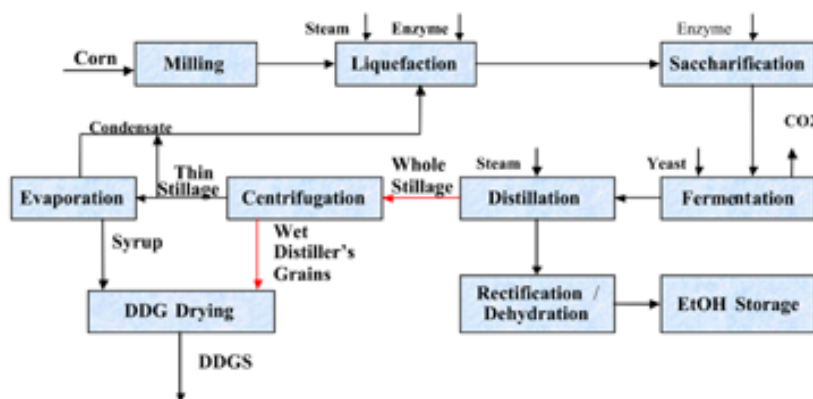 Steam
Enzyme
Enzyme
Corn
Milling
Liquefaction
Saccharification
CO2
Condensate
Thin
Stillage
Whole
Stillage
Steam
Yeast
Evaporation
Centrifugation
Distillation
Fermentation
Syrup
Wet
Distiller's
Grains
DDG Drying
Rectification /
Dehydration
EtOH Storage
DDGS